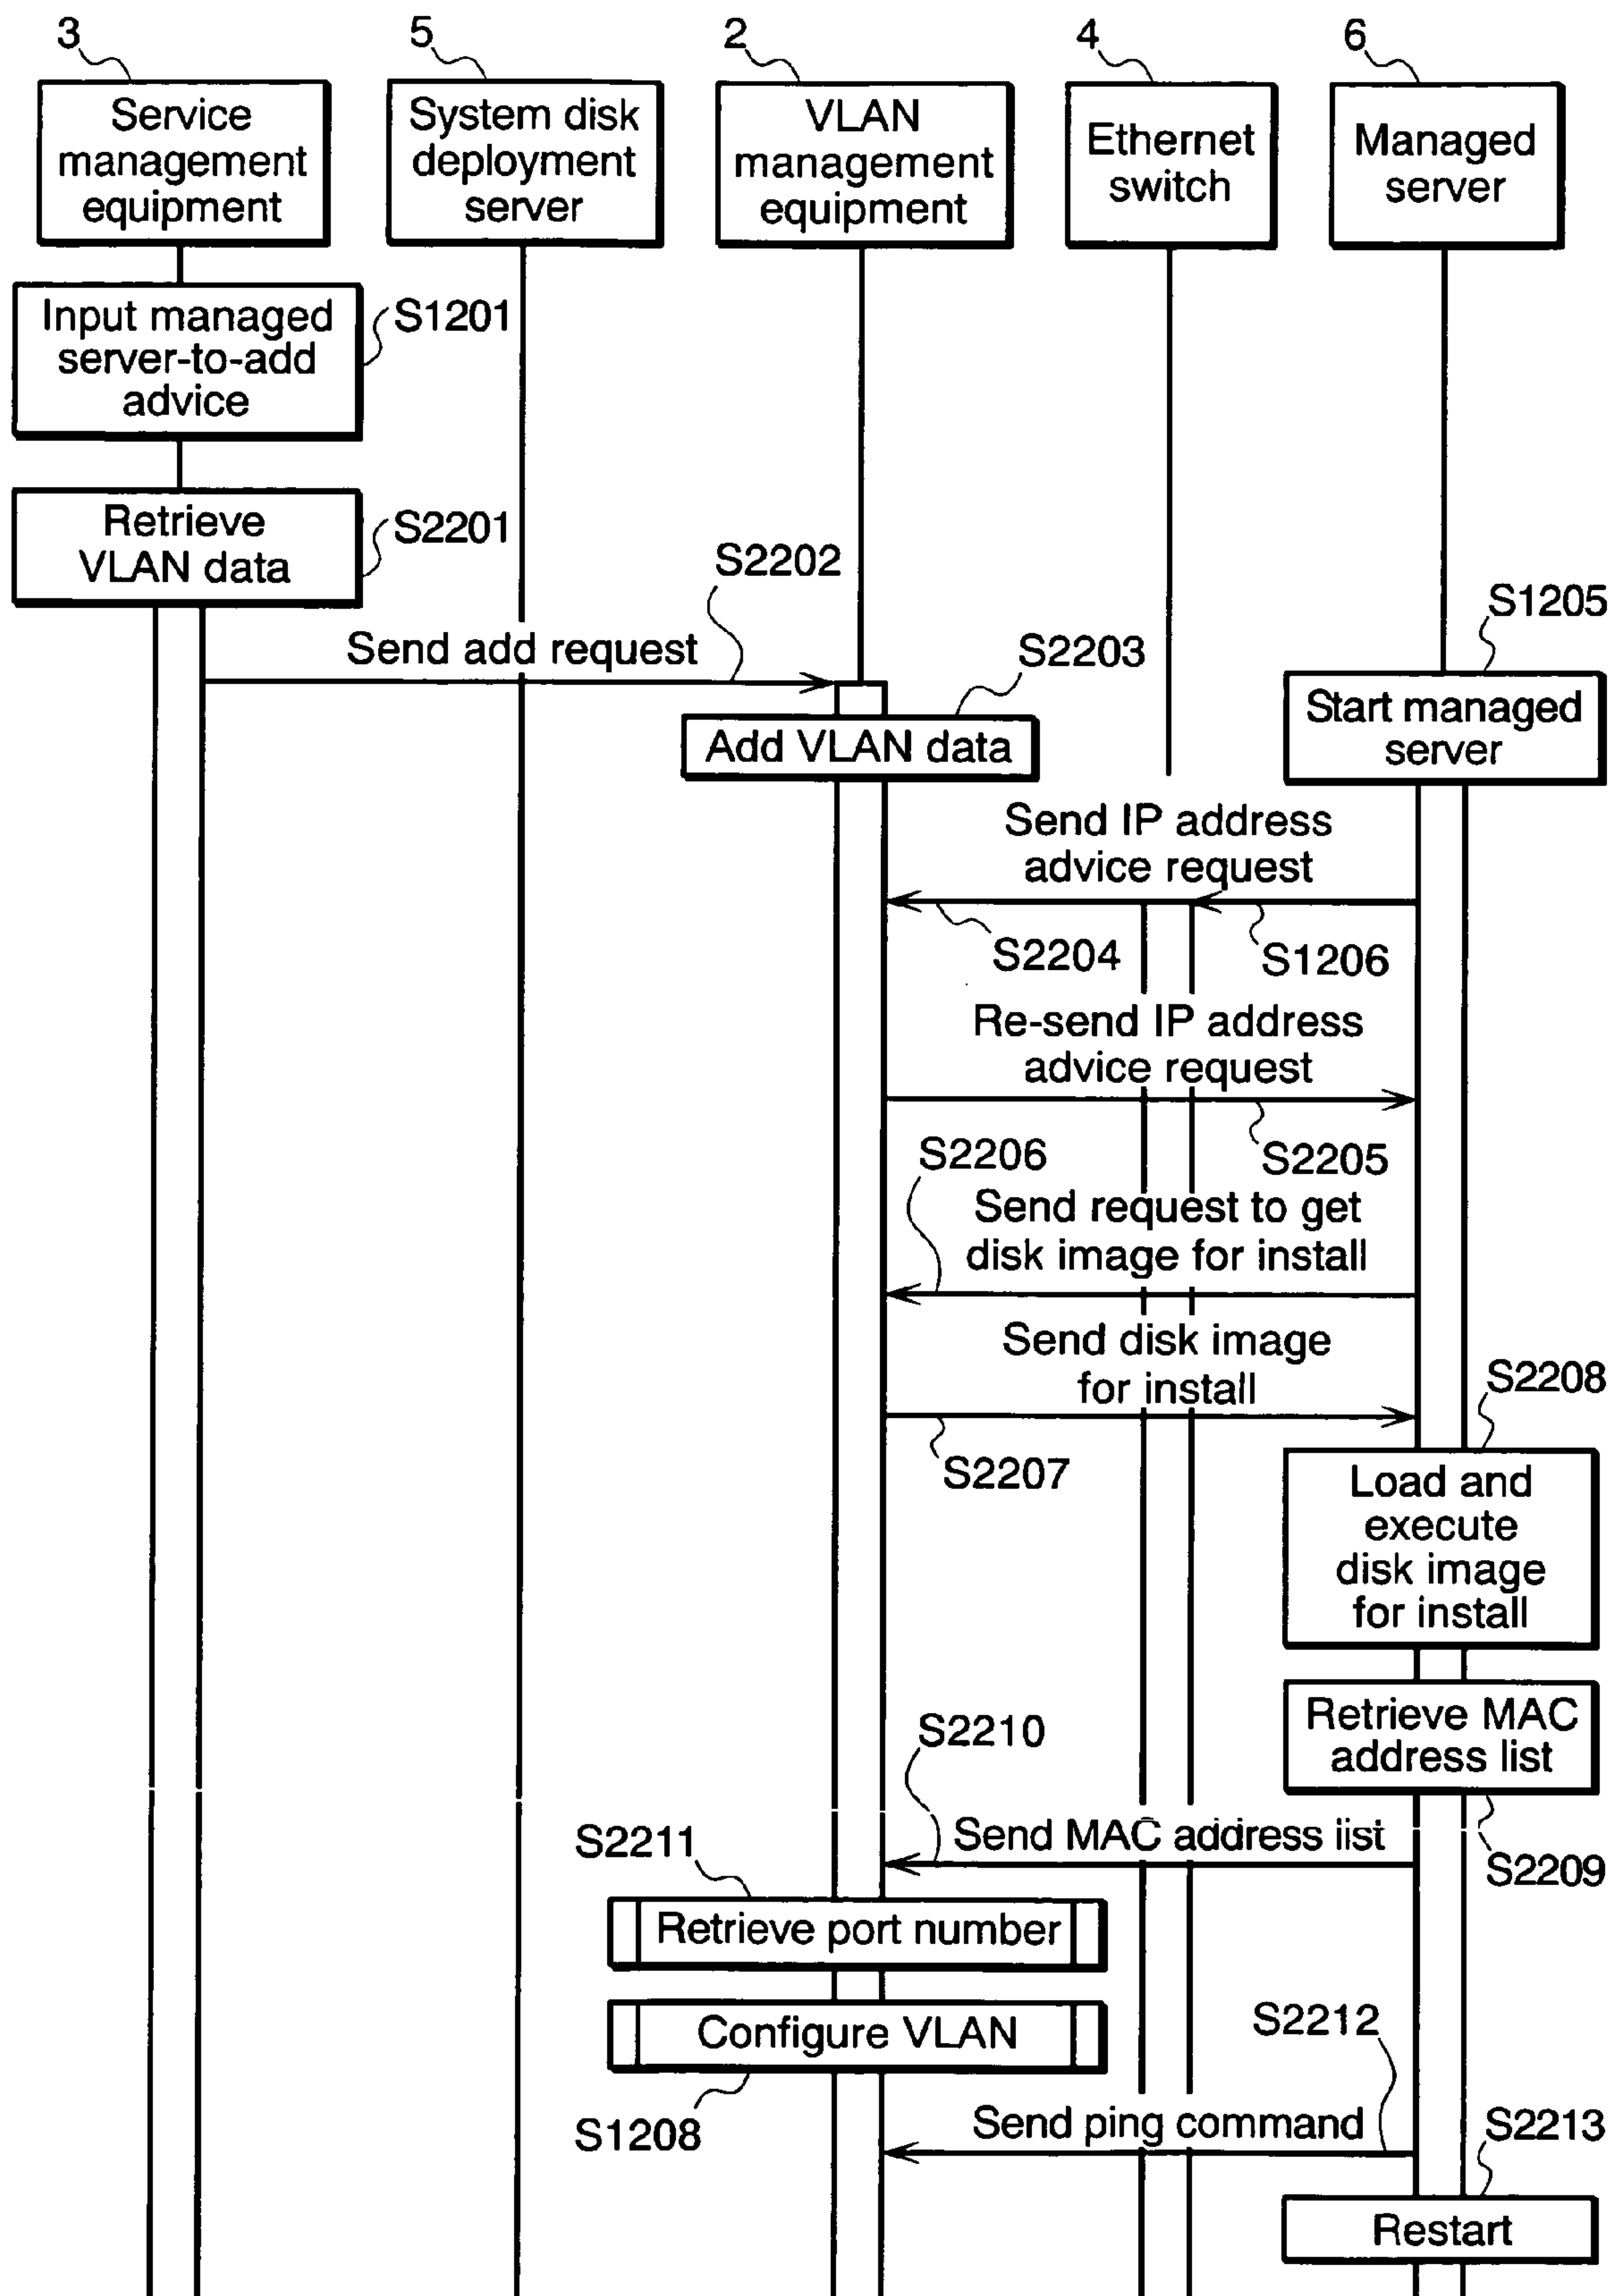 3
5
2
4
6
Service
management
equipment
System disk
deployment
server
VLAN
management
equipment
Ethernet
switch
Managed
server
Input managed
server-to-add
advice
S1201
Retrieve
VLAN data
S2201
S2202
Send add request
S2203
Add VLAN data
S1205
Start managed
server
Send IP address
advice request
S2204
S1206
Re-send IP address
advice request
S2205
S2206
Send request to get
disk image for install
Send disk image
for install
S2207
S2208
Load and
execute
disk image
for install
Retrieve MAC
address list
S2209
S2210
Send MAC address list
S2211
Retrieve port number
Configure VLAN
S1208
S2212
Send ping command
S2213
Restart